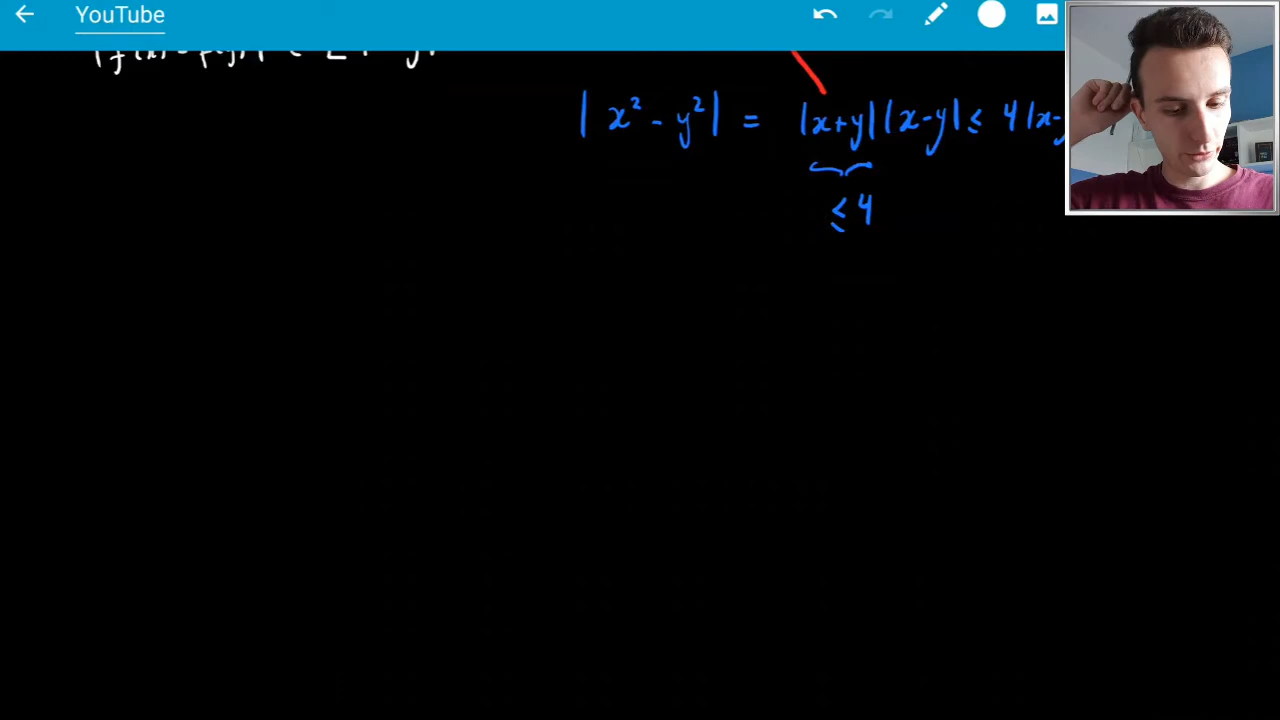 YouTube
|f(x) - f(y)| ≤ L
| x² - y² | = |x+y||x-y| ≤ 4|x-
≤ 4